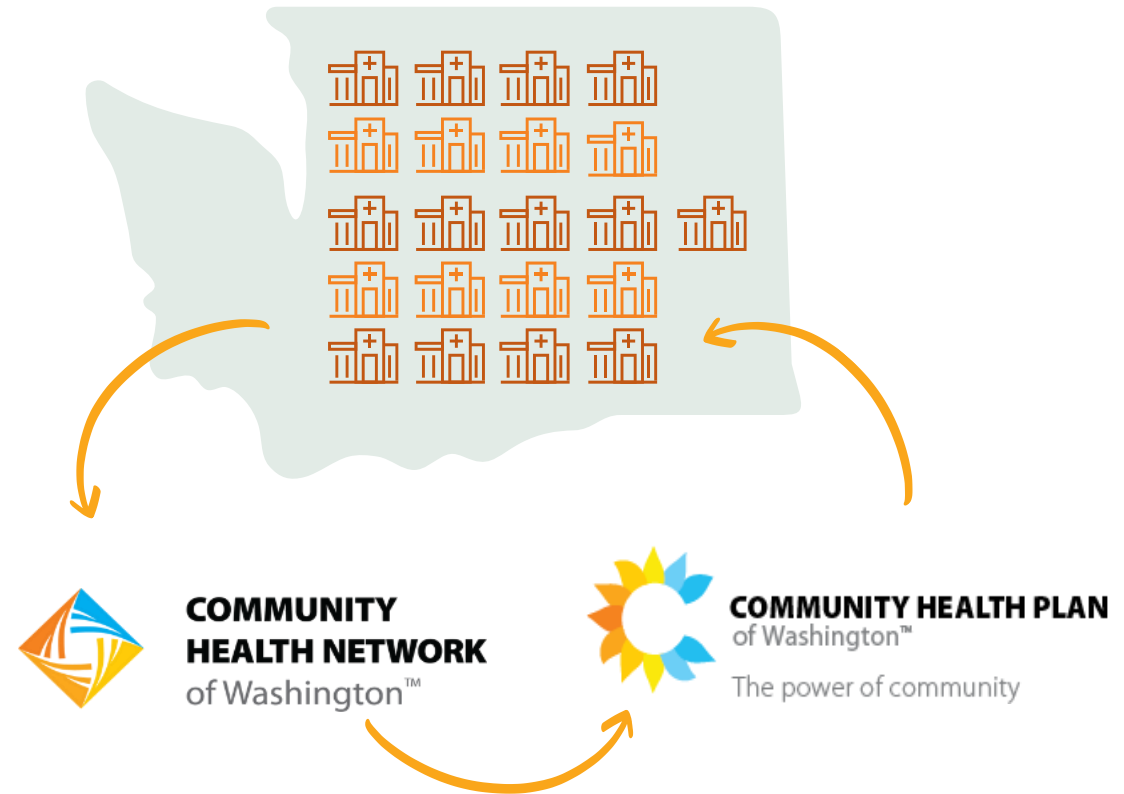 COMMUNITY
HEALTH NETWORK
of Washington™
COMMUNITY HEALTH PLAN
of Washington™
The power of community